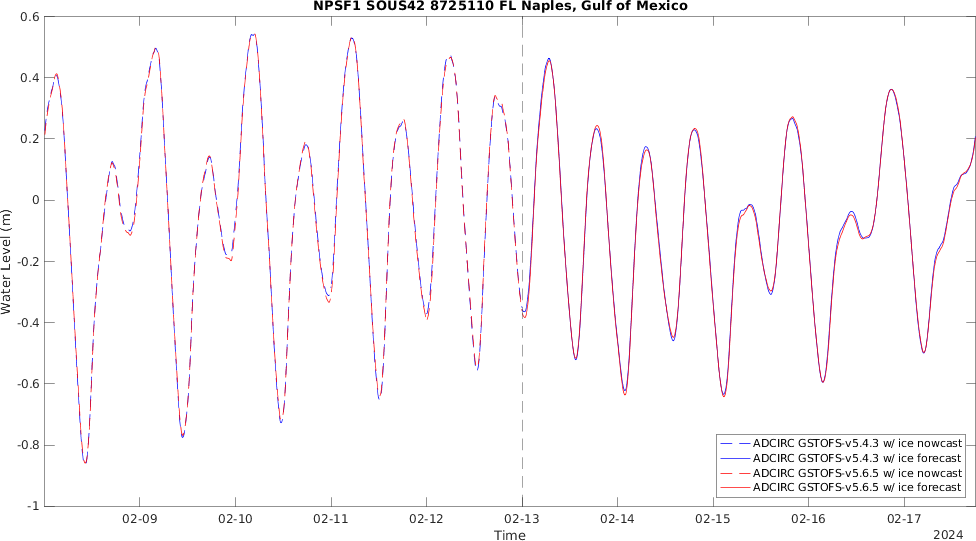 NPSF1 SOUS42 8725110 FL Naples, Gulf of Mexico
0.6
0.4
0.2
0
-0.2
-0.4
-0.6
-0.8
-1
Water Level (m)
ADCIRC GSTOFS-v5.4.3 w/ ice nowcast
ADCIRC GSTOFS-v5.4.3 w/ ice forecast
ADCIRC GSTOFS-v5.6.5 w/ ice nowcast
ADCIRC GSTOFS-v5.6.5 w/ ice forecast
02-09 02-10 02-11 02-12 02-13 02-14 02-15 02-16 02-17
Time
2024